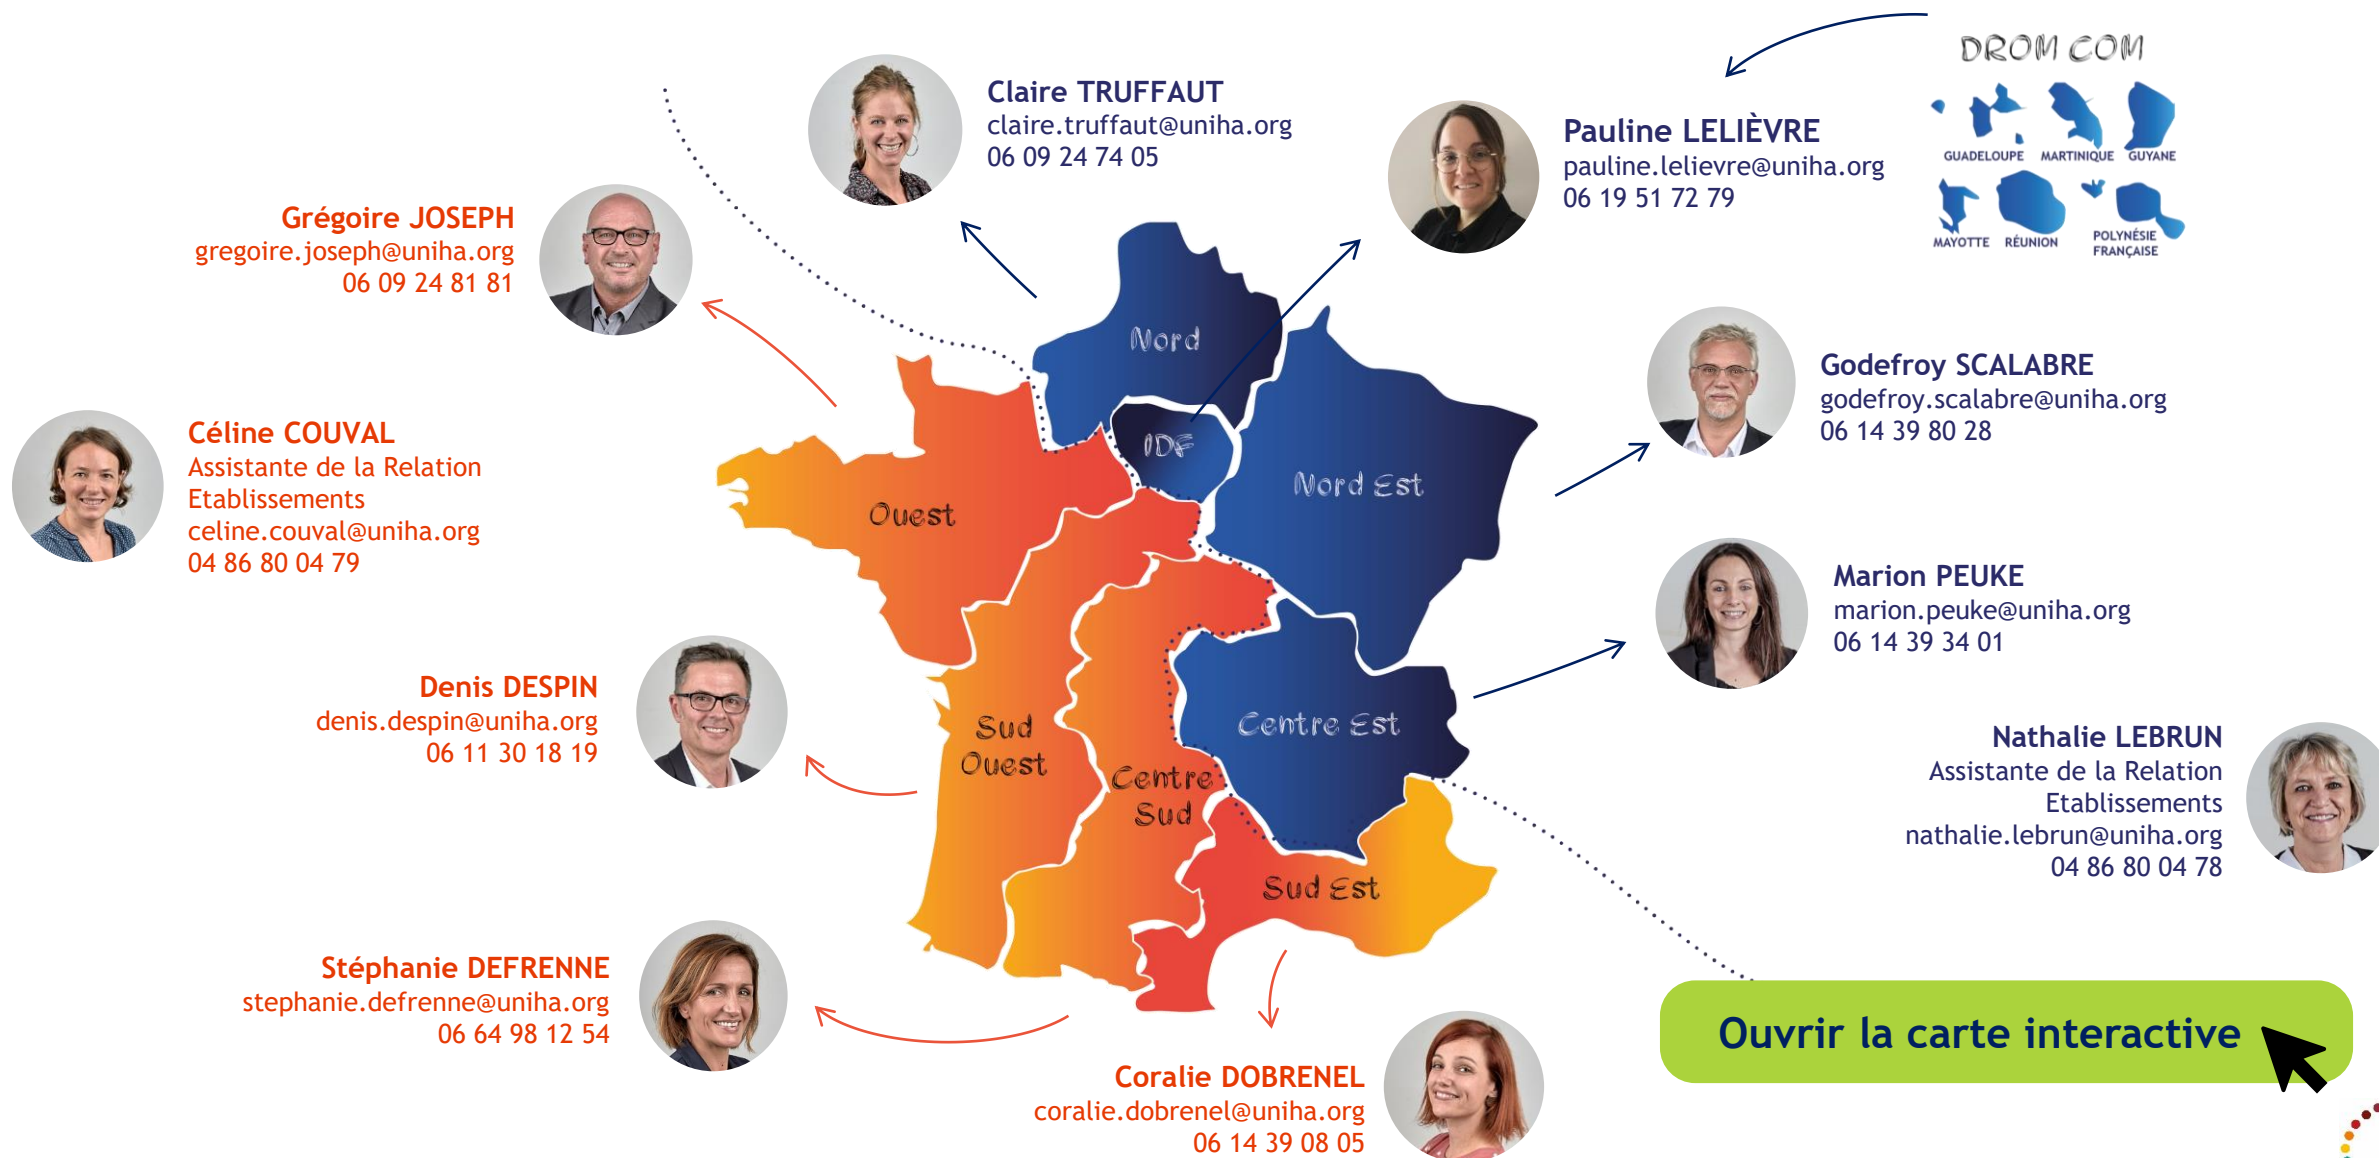 DROM COM
GUADELOUPE MARTINIQUE GUYANE
MAYOTTE RÉUNION POLYNÉSIE
FRANÇAISE
Claire TRUFFAUT
claire.truffaut@uniha.org
06 09 24 74 05
Pauline LELIÈVRE
pauline.lelievre@uniha.org
06 19 51 72 79
Grégoire JOSEPH
gregoire.joseph@uniha.org
06 09 24 81 81
Godefroy SCALABRE
godefroy.scalabre@uniha.org
06 14 39 80 28
Céline COUVAL
Assistante de la Relation
Etablissements
celine.couval@uniha.org
04 86 80 04 79
Nord
IDF
Nord Est
Ouest
Marion PEUKE
marion.peuke@uniha.org
06 14 39 34 01
Denis DESPIN
denis.despin@uniha.org
06 11 30 18 19
Sud
Ouest
Centre Est
Centre
Sud
Sud Est
Nathalie LEBRUN
Assistante de la Relation
Etablissements
nathalie.lebrun@uniha.org
04 86 80 04 78
Stéphanie DEFRENNE
stephanie.defrenne@uniha.org
06 64 98 12 54
Coralie DOBRENEL
coralie.dobrenel@uniha.org
06 14 39 08 05
Ouvrir la carte interactive